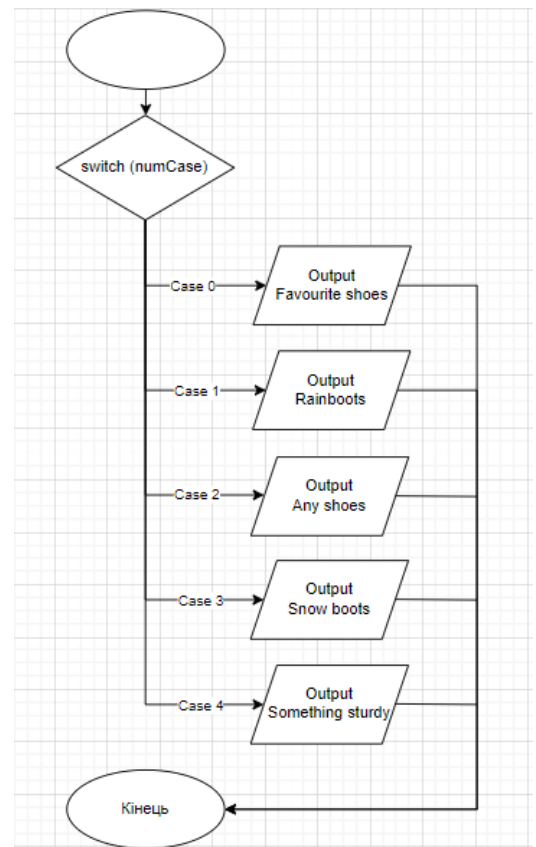 switch (numCase)
Case 0
Output
Favourite shoes
Case 1
Output
Rainboots
Case 2
Output
Any shoes
Case 3
Output
Snow boots
Case 4
Output
Something sturdy
Кінець